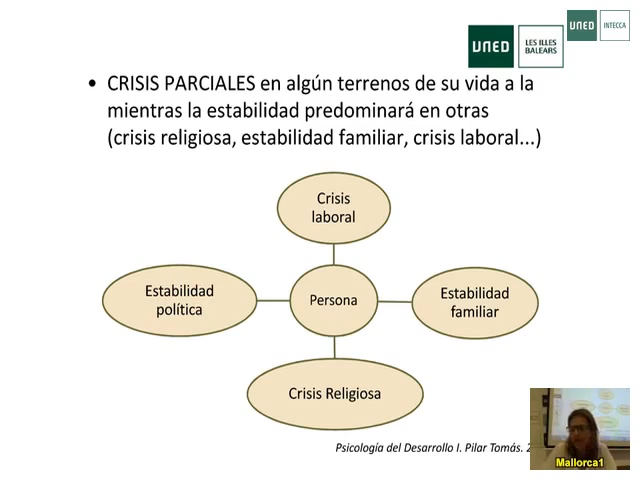 UNED
INTECCA
UNED
LES ILLES
BALEARS
• CRISIS PARCIALES en algún terrenos de su vida a la
mientras la estabilidad predominará en otras
(crisis religiosa, estabilidad familiar, crisis laboral...)
Crisis
laboral
Estabilidad
política
Persona
Estabilidad
familiar
Crisis Religiosa
Psicología del Desarrollo I. Pilar Tomás. 2
Mallorca1